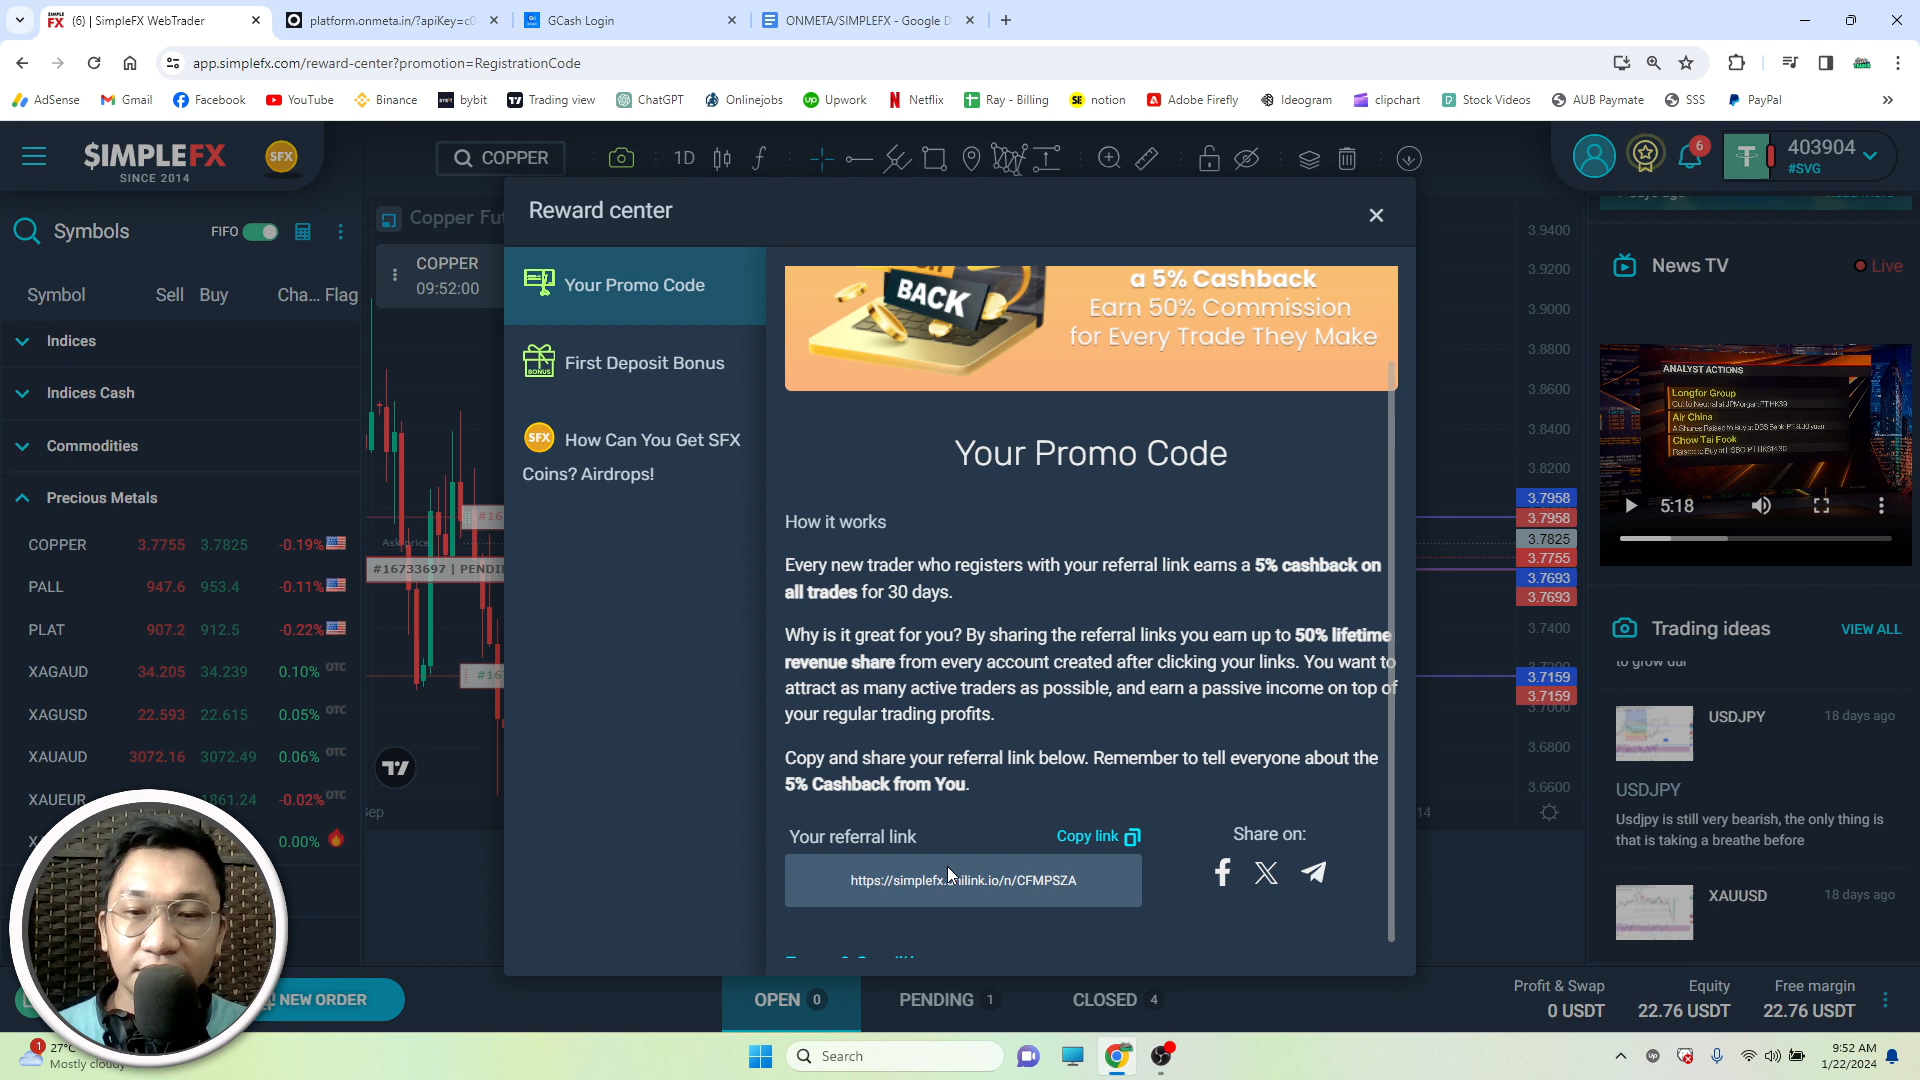 (6) | SimpleFX WebTrader
platform.onmeta.in/?apiKey=c0
GCash Login
ONMETA/SIMPLEFX - Google D
app.simplefx.com/reward-center?promotion=RegistrationCode
AdSense
Gmail
Facebook
YouTube
Binance
bybit
Trading view
ChatGPT
Onlinejobs
Upwork
Netflix
Ray - Billing
notion
Adobe Firefly
Ideogram
clipchart
Stock Videos
AUB Paymate
SSS
PayPal
$IMPLEFX
SINCE 2014
SFX
COPPER
1D
6
403904
#SVG
Symbols
FIFO
Symbol Sell Buy Cha... Flag
Indices
Indices Cash
Commodities
Precious Metals
COPPER 3.7755 3.7825 -0.19%
PALL 947.6 953.4 -0.11%
PLAT 907.2 912.5 -0.22%
XAGAUD 34.205 34.239 0.10% OTC
XAGUSD 22.593 22.615 0.05% OTC
XAUAUD 3072.16 3072.49 0.06% OTC
XAUEUR 1861.24 -0.02% OTC
0.00%
NEW ORDER
Copper Fut
COPPER
09:52:00
#16733697 | PENDI
Reward center
Your Promo Code
BONUS
First Deposit Bonus
SFX How Can You Get SFX
Coins? Airdrops!
BACK
a 5% Cashback
Earn 50% Commission
for Every Trade They Make
Your Promo Code
How it works
Every new trader who registers with your referral link earns a 5% cashback on
all trades for 30 days.
Why is it great for you? By sharing the referral links you earn up to 50% lifetime
revenue share from every account created after clicking your links. You want to
attract as many active traders as possible, and earn a passive income on top of
your regular trading profits.
Copy and share your referral link below. Remember to tell everyone about the
5% Cashback from You.
Your referral link
Copy link
Share on:
OPEN 0
PENDING 1
CLOSED 4
3.9400
3.9200
3.9000
3.8800
3.8600
3.8400
3.8200
3.7958
3.7958
3.7825
3.7755
3.7693
3.7693
3.7400
3.7159
3.7159
3.7000
3.6800
3.6600
14
News TV
Live
ANALYST ACTIONS
Longfor Group
Air China
Chow Tai Fook
5:18
Trading ideas
VIEW ALL
USDJPY 18 days ago
USDJPY
Usdjpy is still very bearish, the only thing is
that is taking a breathe before
XAUUSD 18 days ago
Profit & Swap Equity Free margin
0 USDT 22.76 USDT 22.76 USDT
1
27°C
Mostly cloudy
Search
9:52 AM
1/22/2024